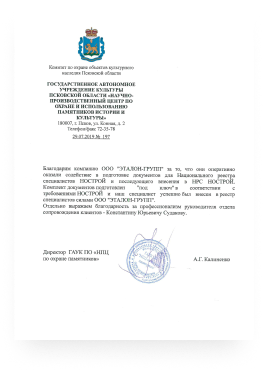 Комитет по охране объектов культурного
наследия Псковской области
ГОСУДАРСТВЕННОЕ АВТОНОМНОЕ
УЧРЕЖДЕНИЕ КУЛЬТУРЫ
ПСКОВСКОЙ ОБЛАСТИ «НАУЧНО-
ПРОИЗВОДСТВЕННЫЙ ЦЕНТР ПО
ОХРАНЕ И ИСПОЛЬЗОВАНИЮ
ПАМЯТНИКОВ ИСТОРИИ И
КУЛЬТУРЫ»
180007, г. Псков, ул. Конная, д. 2
Телефон/факс 72-35-78
29.07.2019 № 197
Благодарим компанию ООО "ЭТАЛОН-ГРУПП" за то, что они оперативно
оказали содействие в подготовке документов для Национального реестра
специалистов НОСТРОЙ и последующего внесения в НРС НОСТРОЙ.
Комплект документов подготовлен "под ключ" в соответствии с
требованиями НОСТРОЙ и наш специалист успешно был внесен в реестр
специалистов силами ООО "ЭТАЛОН-ГРУПП".
Отдельно выражаем благодарность за профессионализм руководителя отдела
сопровождения клиентов - Константину Юрьевичу Судакову.
Директор ГАУК ПО «НПЦ
по охране памятников»
А.Г. Калиненко